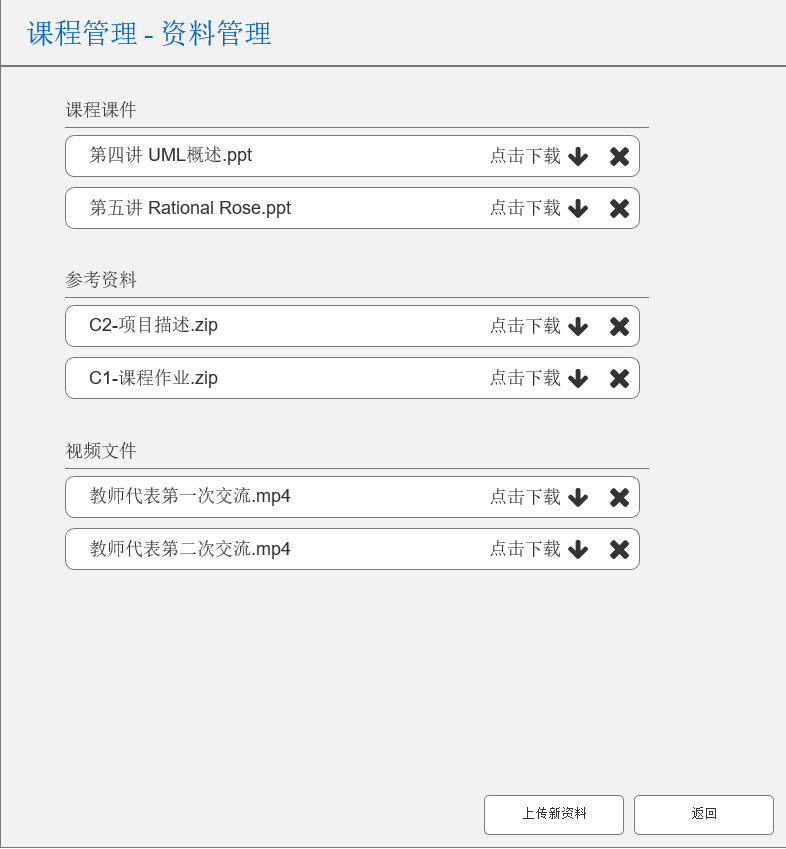 课程管理 - 资料管理
课程课件
第四讲 UML概述.ppt 点击下载
第五讲 Rational Rose.ppt 点击下载
参考资料
C2-项目描述.zip 点击下载
C1-课程作业.zip 点击下载
视频文件
教师代表第一次交流.mp4 点击下载
教师代表第二次交流.mp4 点击下载
上传新资料 返回